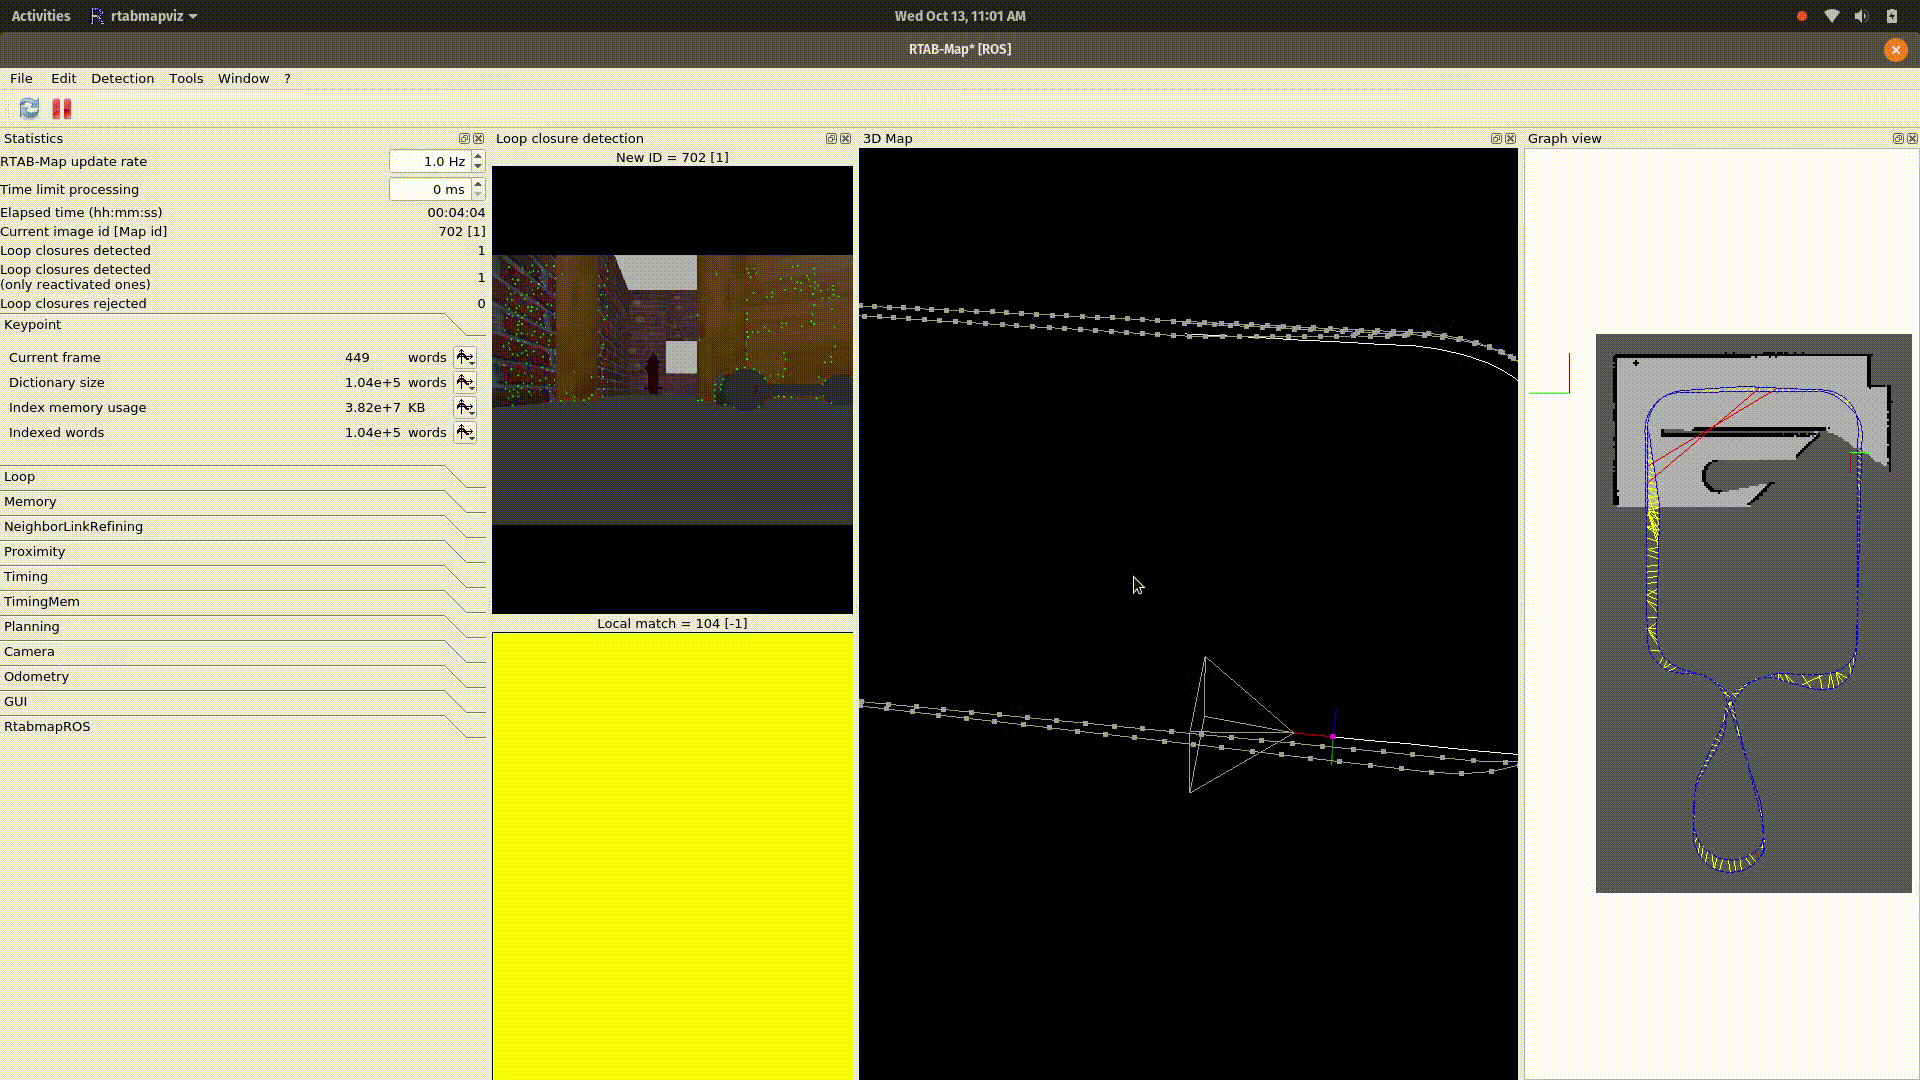 Activities
rtabmapviz
Wed Oct 13, 11:01 AM
RTAB-Map* [ROS]
File Edit Detection Tools Window ?
Statistics
RTAB-Map update rate 1.0 Hz
Time limit processing 0 ms
Elapsed time (hh:mm:ss) 00:04:04
Current image id [Map id] 702 [1]
Loop closures detected 1
Loop closures detected
(only reactivated ones) 1
Loop closures rejected 0
Keypoint
Current frame 449 words
Dictionary size 1.04e+5 words
Index memory usage 3.82e+7 KB
Indexed words 1.04e+5 words
Loop
Memory
NeighborLinkRefining
Proximity
Timing
TimingMem
Planning
Camera
Odometry
GUI
RtabmapROS
Loop closure detection
New ID = 702 [1]
Local match = 104 [-1]
3D Map
Graph view